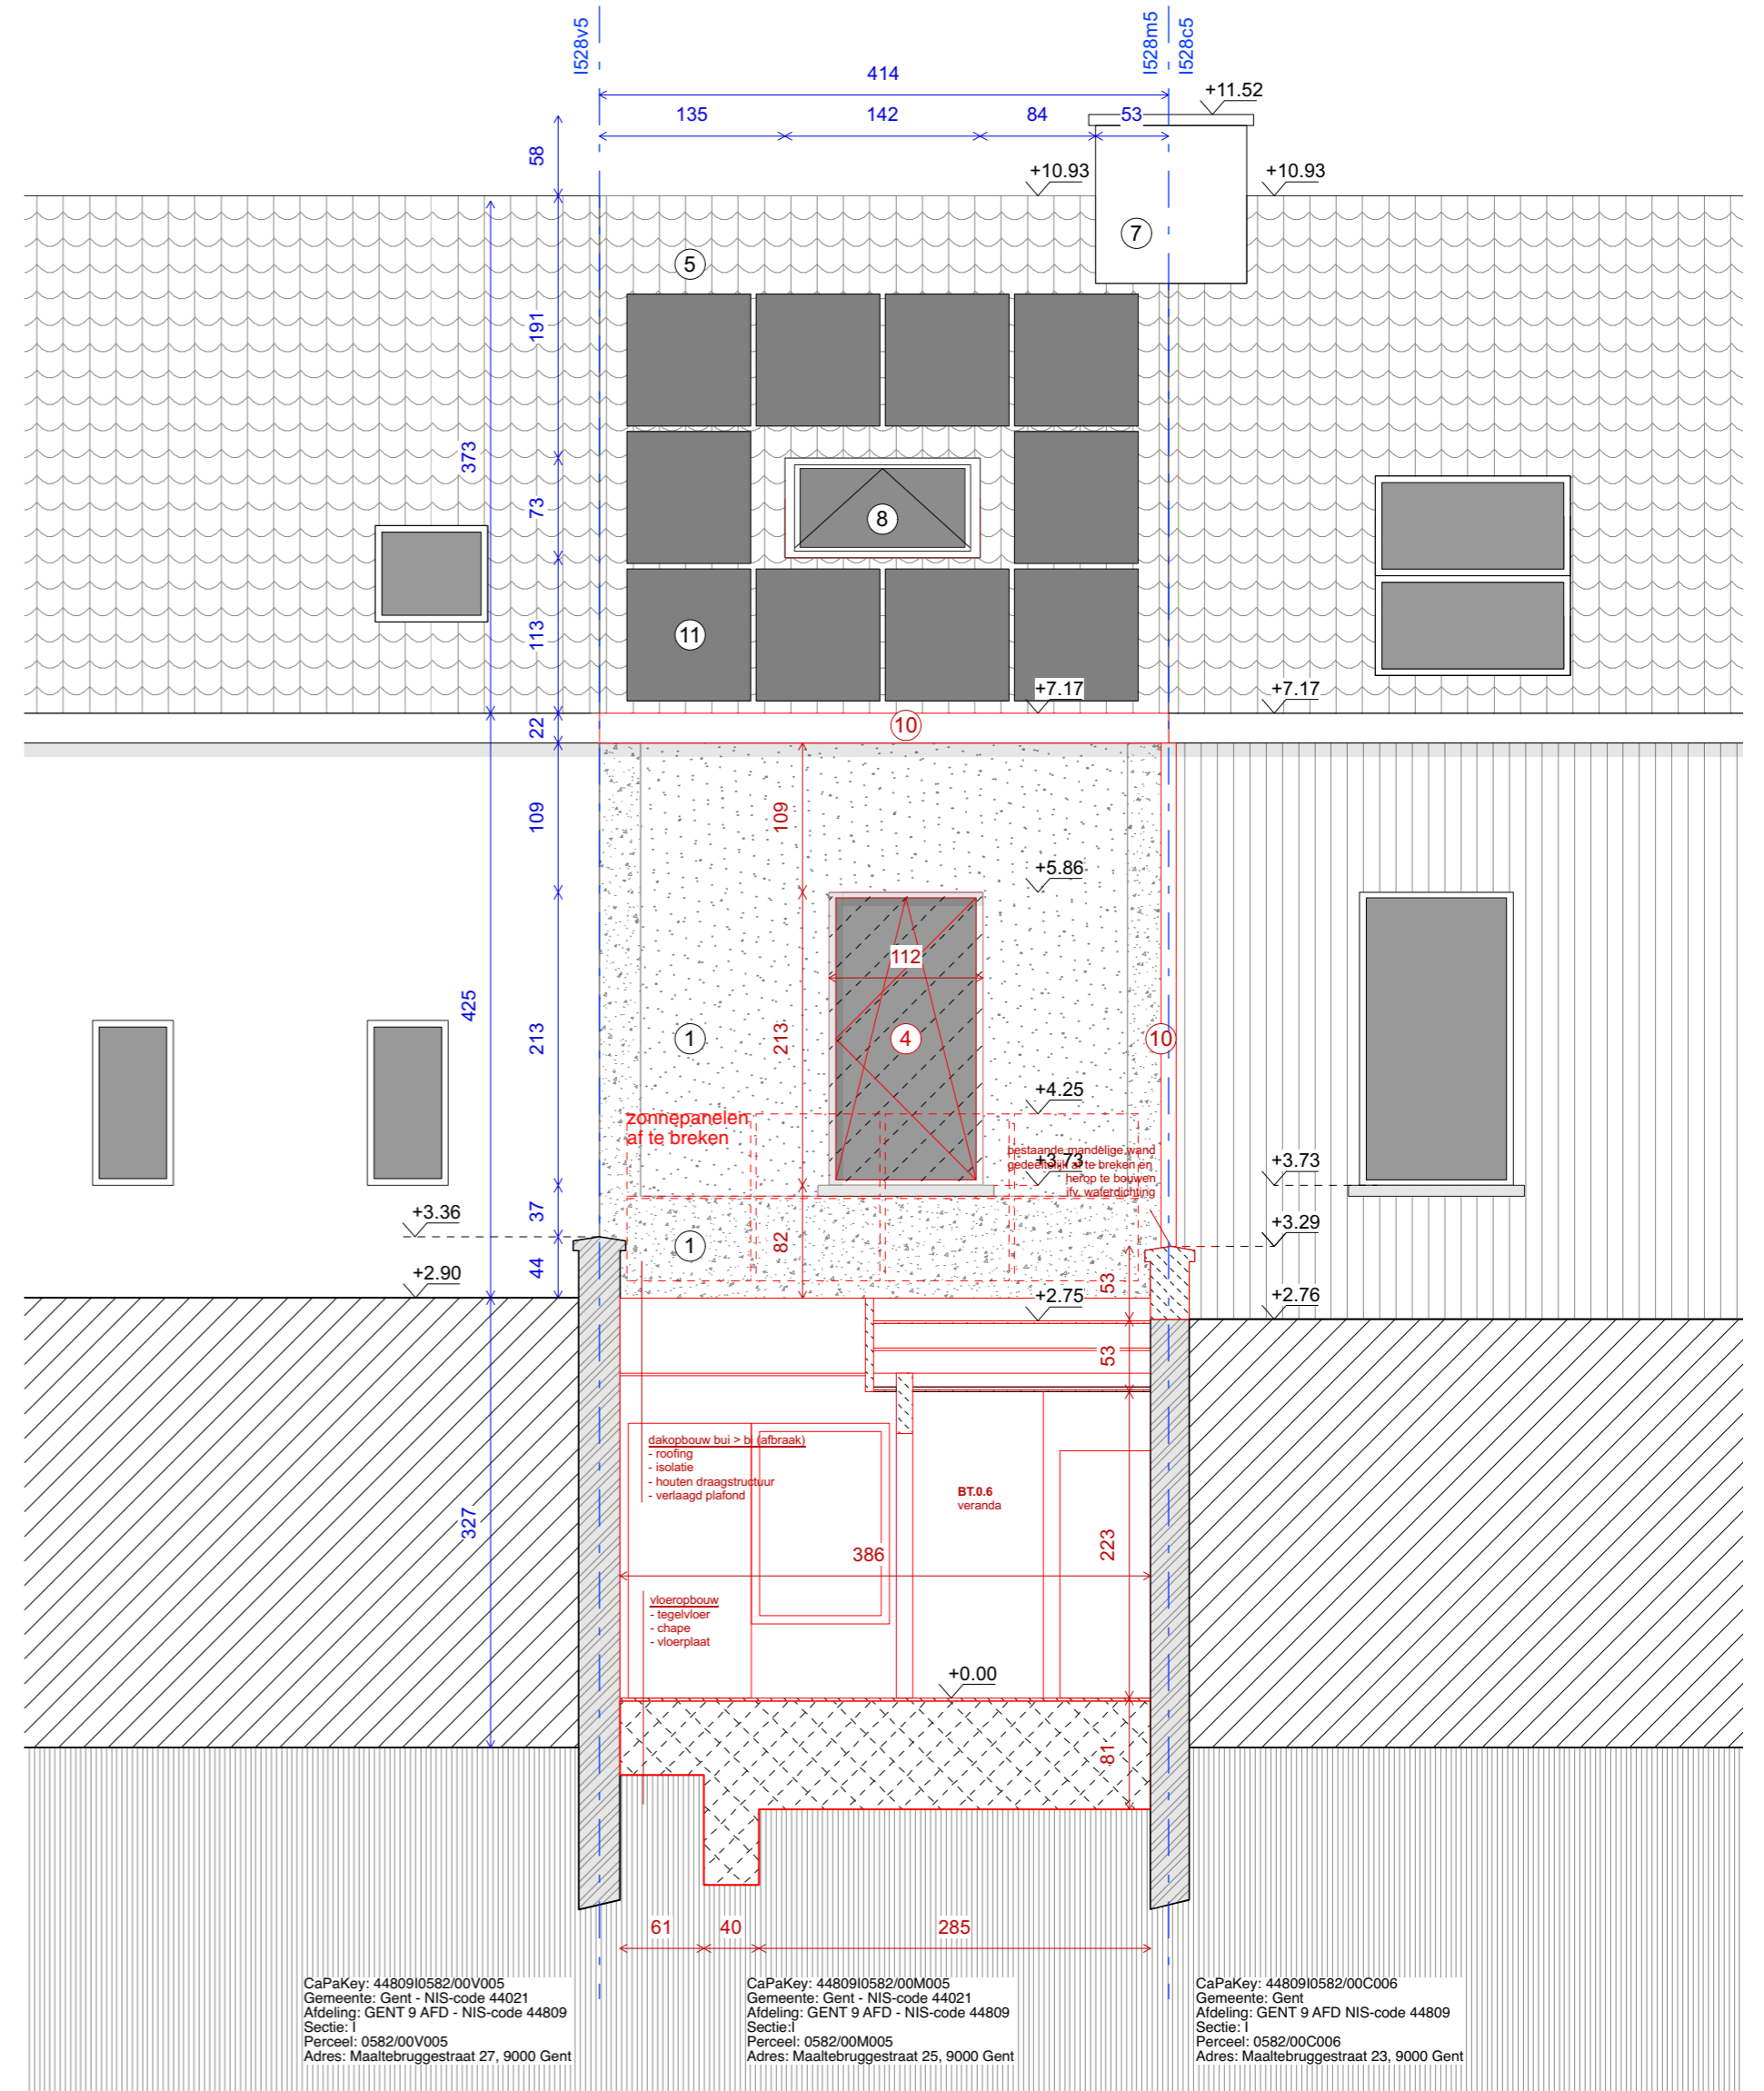 I528v5
I528m5
I528c5
414
+11.52
135
142
84
53
58
+10.93
+10.93
7
5
191
373
73
8
113
11
+7.17
+7.17
22
10
109
109
+5.86
112
425
213
213
1
4
10
+4.25
zonnepanelen
af te breken
bestaande mandelige wand
gedeeltelijk af te breken en
herop te bouwen
ifv. waterdichting
+3.73
+3.73
37
+3.36
1
82
+3.29
44
+2.90
53
+2.75
+2.76
53
dakopbouw bui > bi (afbraak)
- roofing
- isolatie
- houten draagstructuur
- verlaagd plafond
BT.0.6
veranda
327
386
223
vloeropbouw
- tegelvloer
- chape
- vloerplaat
+0.00
81
61
40
285
CaPaKey: 44809I0582/00V005
Gemeente: Gent - NIS-code 44021
Afdeling: GENT 9 AFD - NIS-code 44809
Sectie: I
Perceel: 0582/00V005
Adres: Maaltebruggestraat 27, 9000 Gent
CaPaKey: 44809I0582/00M005
Gemeente: Gent - NIS-code 44021
Afdeling: GENT 9 AFD - NIS-code 44809
Sectie:I
Perceel: 0582/00M005
Adres: Maaltebruggestraat 25, 9000 Gent
CaPaKey: 44809I0582/00C006
Gemeente: Gent
Afdeling: GENT 9 AFD NIS-code 44809
Sectie: I
Perceel: 0582/00C006
Adres: Maaltebruggestraat 23, 9000 Gent